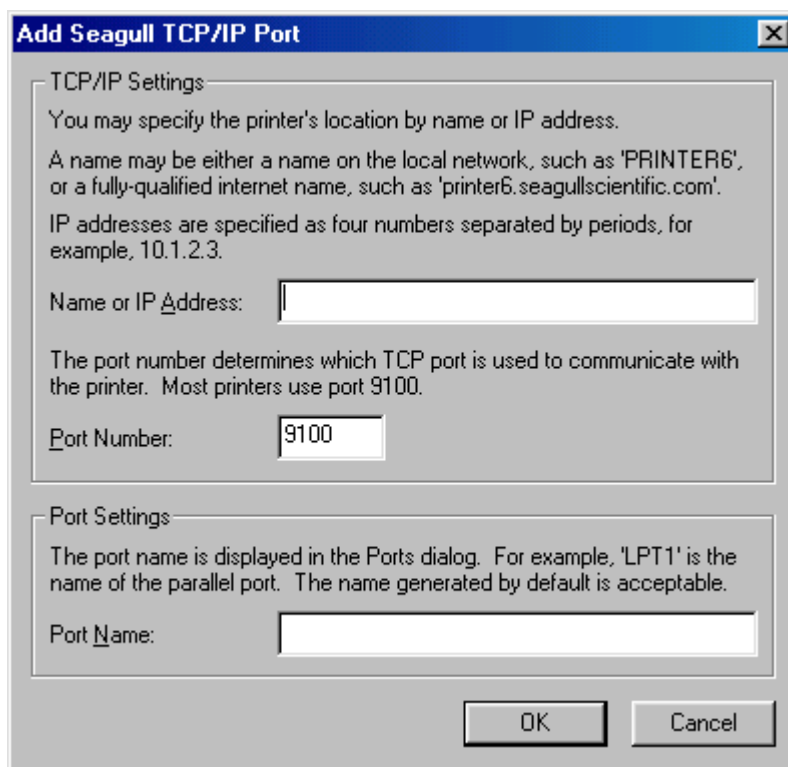 Add Seagull TCP/IP Port
TCP/IP Settings
You may specify the printer's location by name or IP address.
A name may be either a name on the local network, such as 'PRINTER6',
or a fully-qualified internet name, such as 'printer6.seagullscientific.com'.
IP addresses are specified as four numbers separated by periods, for
example, 10.1.2.3.
Name or IP Address:
The port number determines which TCP port is used to communicate with
the printer.  Most printers use port 9100.
Port Number: 9100
Port Settings
The port name is displayed in the Ports dialog.  For example, 'LPT1' is the
name of the parallel port.  The name generated by default is acceptable.
Port Name:
OK Cancel